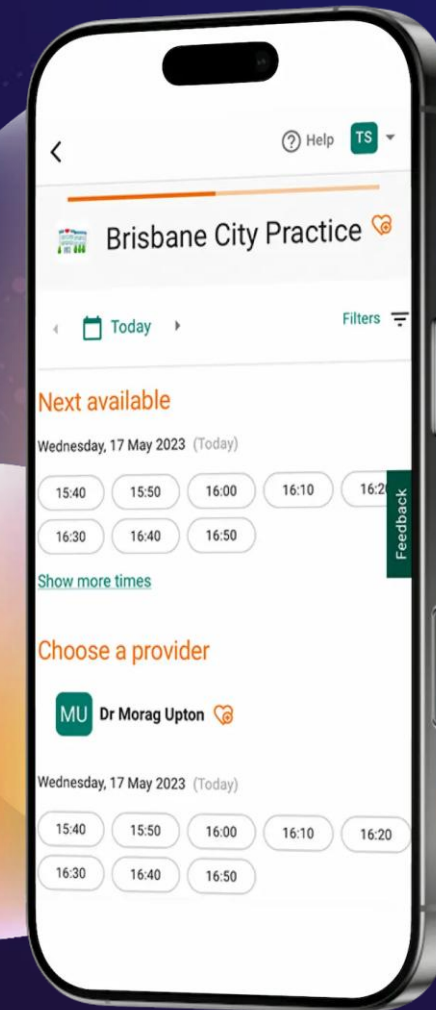 Help TS
Brisbane City Practice
Today Filters
Next available
Wednesday, 17 May 2023 (Today)
15:40 15:50 16:00 16:10 16:20
16:30 16:40 16:50
Feedback
Show more times
Choose a provider
MU Dr Morag Upton
Wednesday, 17 May 2023 (Today)
15:40 15:50 16:00 16:10 16:20
16:30 16:40 16:50